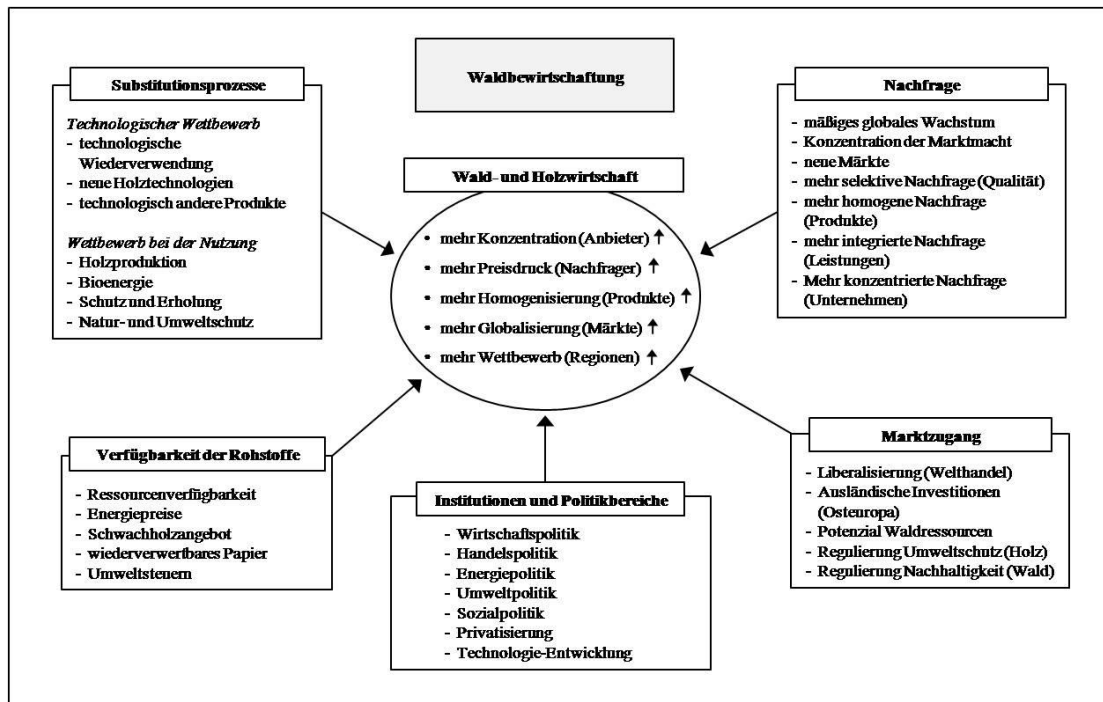 Waldbewirtschaftung
Substitutionsprozesse
Technologischer Wettbewerb
- technologische
Wiederverwendung
- neue Holztechnologien
- technologisch andere Produkte
Wettbewerb bei der Nutzung
- Holzproduktion
- Bioenergie
- Schutz und Erholung
- Natur- und Umweltschutz
Nachfrage
- mäßiges globales Wachstum
- Konzentration der Marktmacht
- neue Märkte
- mehr selektive Nachfrage (Qualität)
- mehr homogene Nachfrage
(Produkte)
- mehr integrierte Nachfrage
(Leistungen)
- Mehr konzentrierte Nachfrage
(Unternehmen)
Wald- und Holzwirtschaft
• mehr Konzentration (Anbieter) ↑
• mehr Preisdruck (Nachfrager) ↑
• mehr Homogenisierung (Produkte) ↑
• mehr Globalisierung (Märkte) ↑
• mehr Wettbewerb (Regionen) ↑
Verfügbarkeit der Rohstoffe
- Ressourcenverfügbarkeit
- Energiepreise
- Schwachholzangebot
- wiederverwertbares Papier
- Umweltsteuern
Institutionen und Politikbereiche
- Wirtschaftspolitik
- Handelspolitik
- Energiepolitik
- Umweltpolitik
- Sozialpolitik
- Privatisierung
- Technologie-Entwicklung
Marktzugang
- Liberalisierung (Welthandel)
- Ausländische Investitionen
(Osteuropa)
- Potenzial Waldressourcen
- Regulierung Umweltschutz (Holz)
- Regulierung Nachhaltigkeit (Wald)